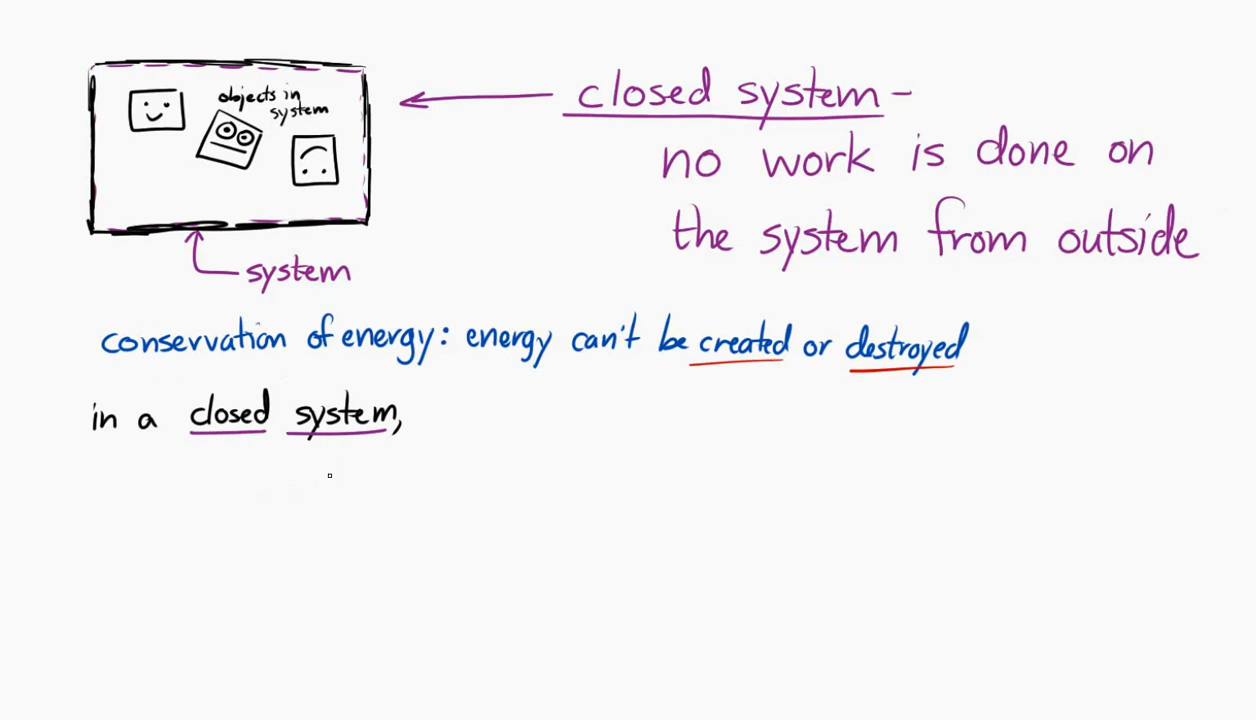 objects in
system
closed system -
no work is done on
the system from outside
system
conservation of energy: energy can't be created or destroyed
in a closed system,